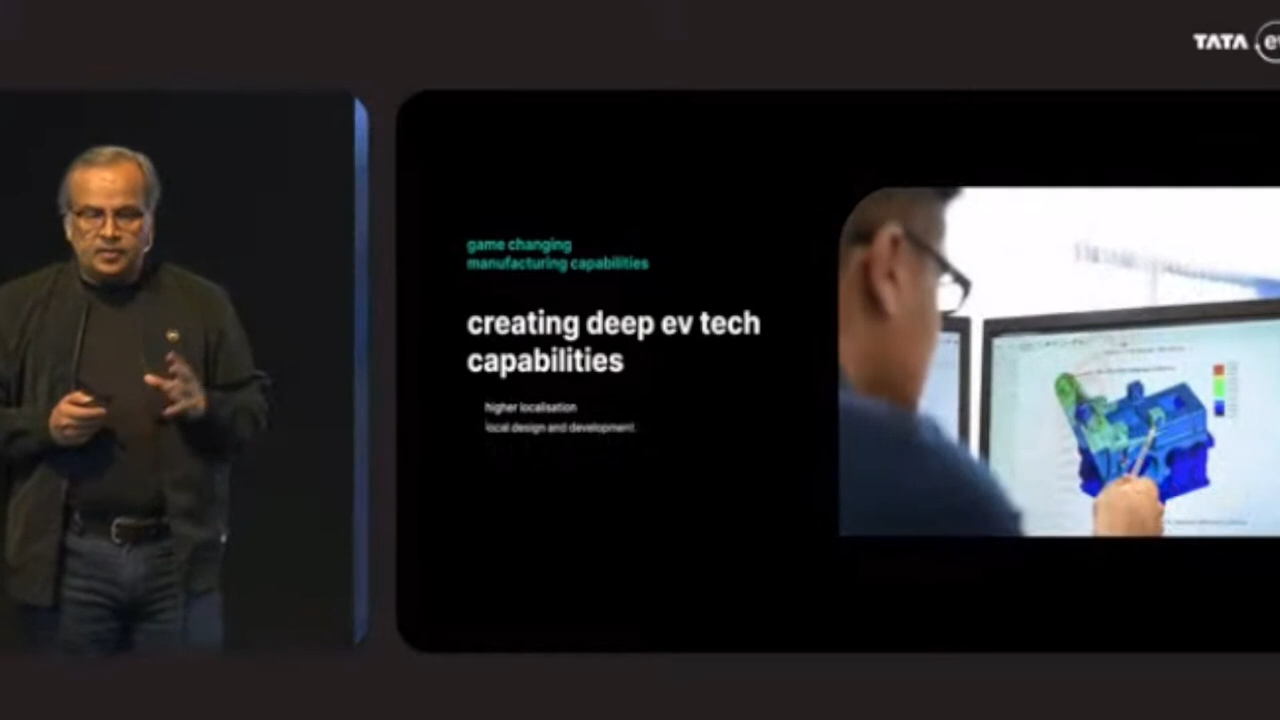 TATA .ev
game changing
manufacturing capabilities
creating deep ev tech
capabilities
higher localisation
local design and development